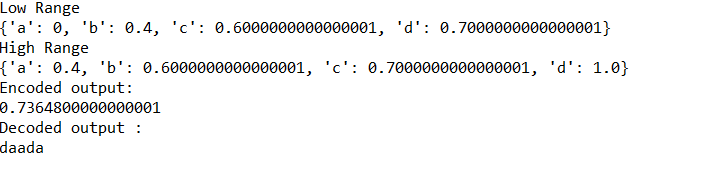 Low Range
{'a': 0, 'b': 0.4, 'c': 0.6000000000000001, 'd': 0.7000000000000001}
High Range
{'a': 0.4, 'b': 0.6000000000000001, 'c': 0.7000000000000001, 'd': 1.0}
Encoded output:
0.7364800000000001
Decoded output :
daada